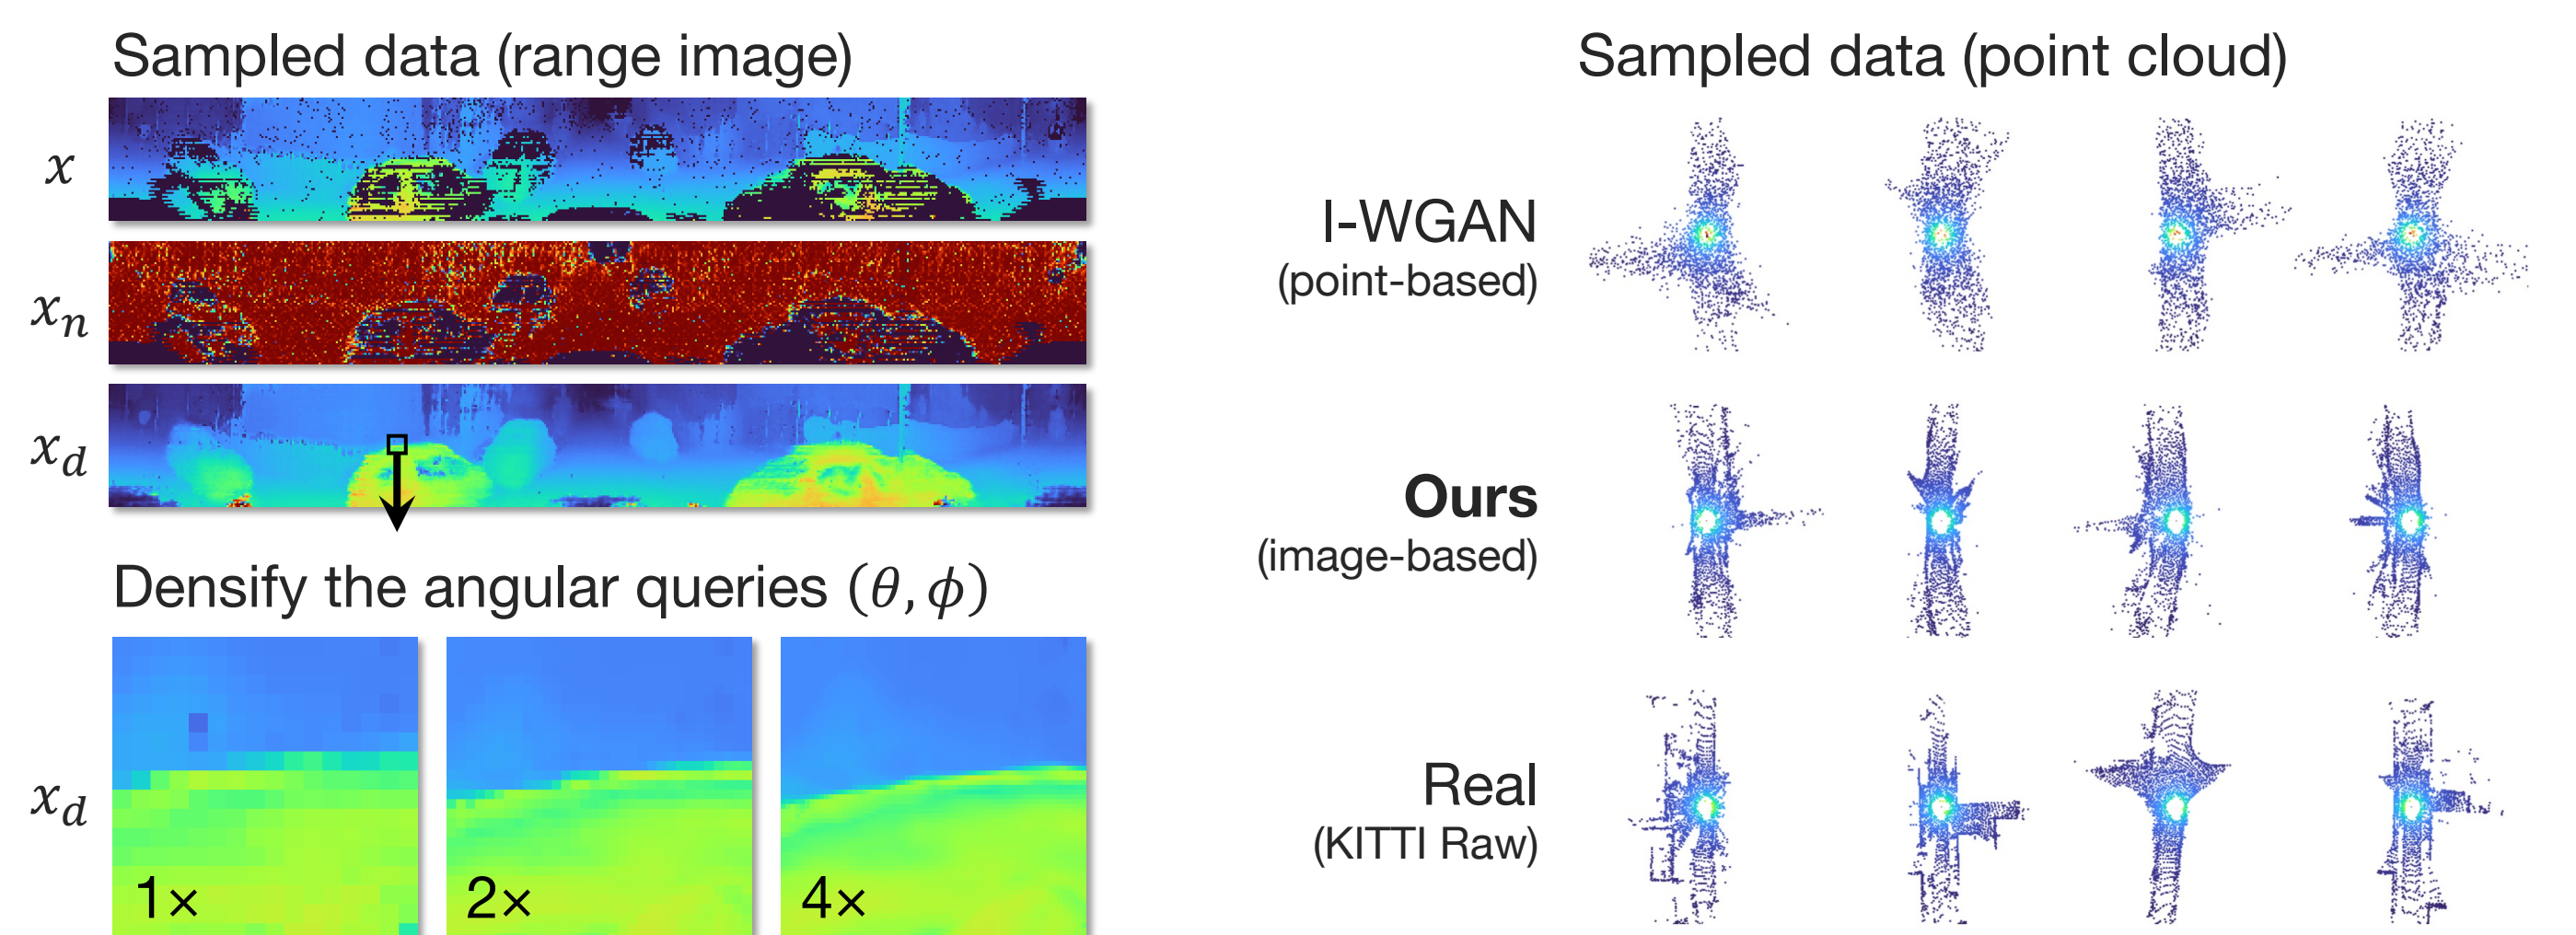 Sampled data (range image)
x
xₙ
x_d
Densify the angular queries (θ, ϕ)
x_d
1×
2×
4×
Sampled data (point cloud)
I-WGAN
(point-based)
Ours
(image-based)
Real
(KITTI Raw)